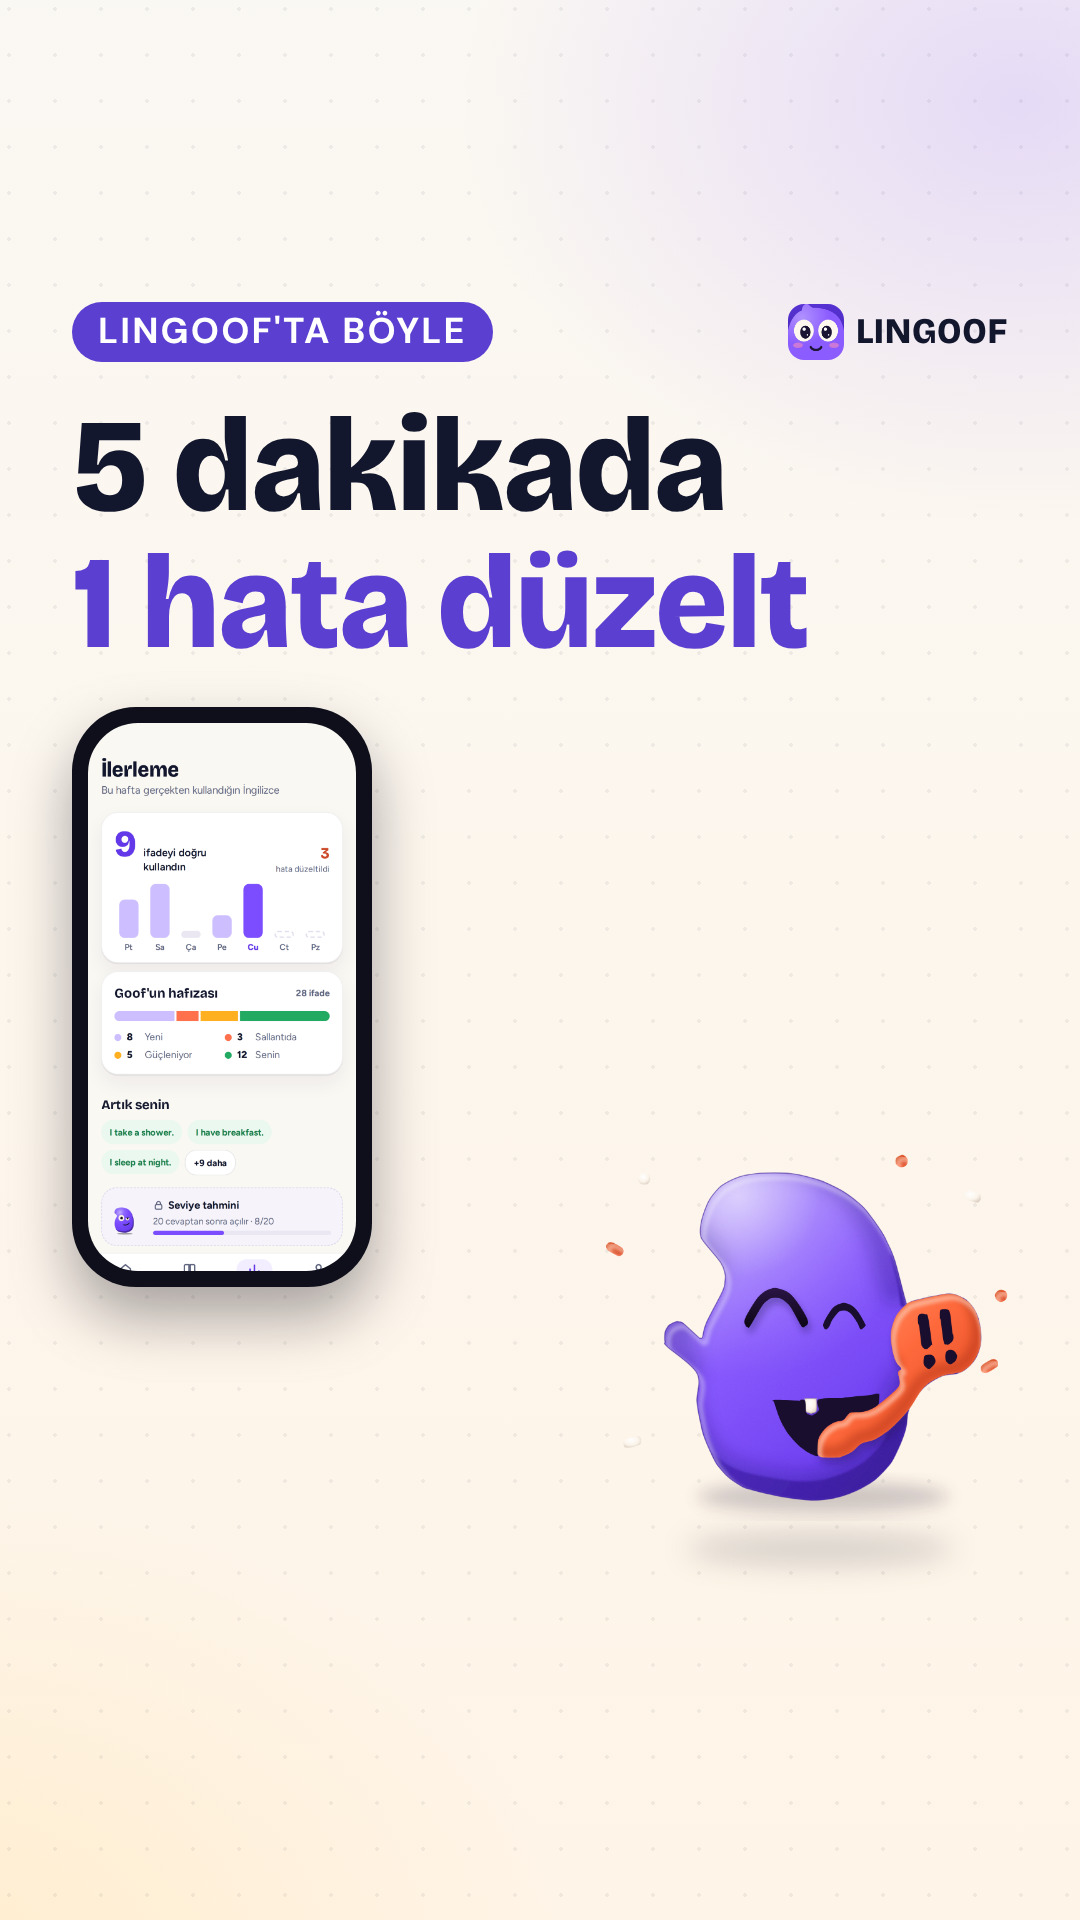 LINGOOF'TA BÖYLE
LINGOOF
5 dakikada
1 hata düzelt
İlerleme
Bu hafta gerçekten kullandığın İngilizce
9 ifadeyi doğru
kullandın
3
hata düzeltildi
Pt Sa Ça Pe Cu Ct Pz
Goof'un hafızası 28 ifade
8 Yeni 3 Sallantıda
5 Güçleniyor 12 Senin
Artık senin
I take a shower. I have breakfast.
I sleep at night. +9 daha
Seviye tahmini
20 cevaptan sonra açılır · 8/20
!!